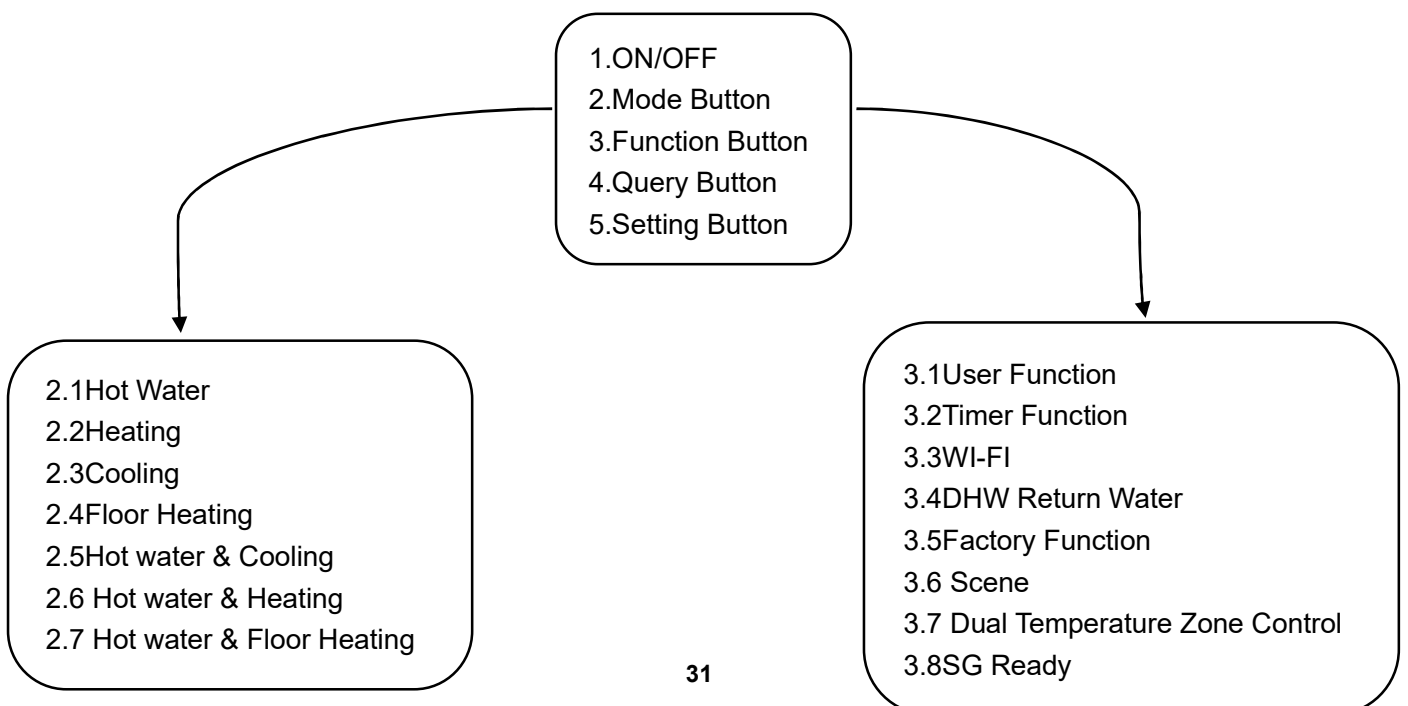 1.ON/OFF
2.Mode Button
3.Function Button
4.Query Button
5.Setting Button
2.1Hot Water
2.2Heating
2.3Cooling
2.4Floor Heating
2.5Hot water & Cooling
2.6 Hot water & Heating
2.7 Hot water & Floor Heating
3.1User Function
3.2Timer Function
3.3WI-FI
3.4DHW Return Water
3.5Factory Function
3.6 Scene
3.7 Dual Temperature Zone Control
3.8SG Ready
31